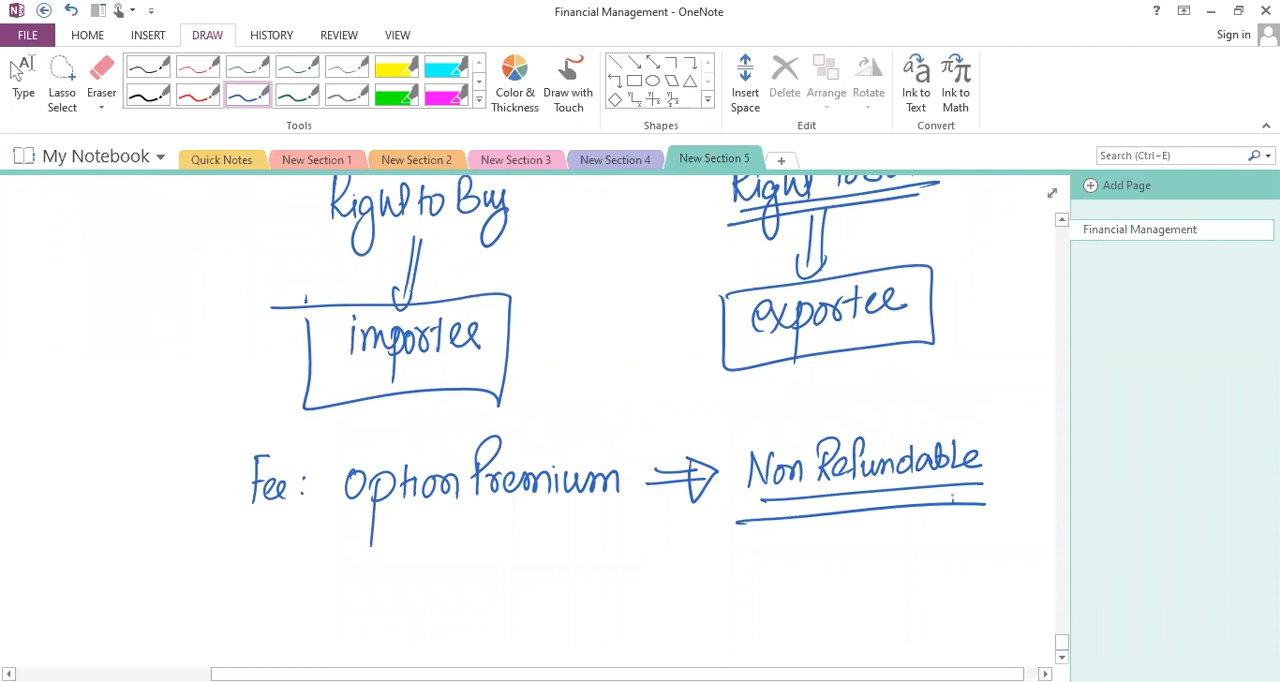 Financial Management - OneNote
?
FILE HOME INSERT DRAW HISTORY REVIEW VIEW
Sign in
Type
Lasso Select
Eraser
Color & Thickness
Draw with Touch
Insert Space
Delete
Arrange
Rotate
Ink to Text
Ink to Math
Tools
Shapes
Edit
Convert
My Notebook
Quick Notes New Section 1 New Section 2 New Section 3 New Section 4 New Section 5
Search (Ctrl+E)
Add Page
Financial Management
Right to Buy
Right To
importee
exportee
Fee: Option Premium ⇒ Non Refundable